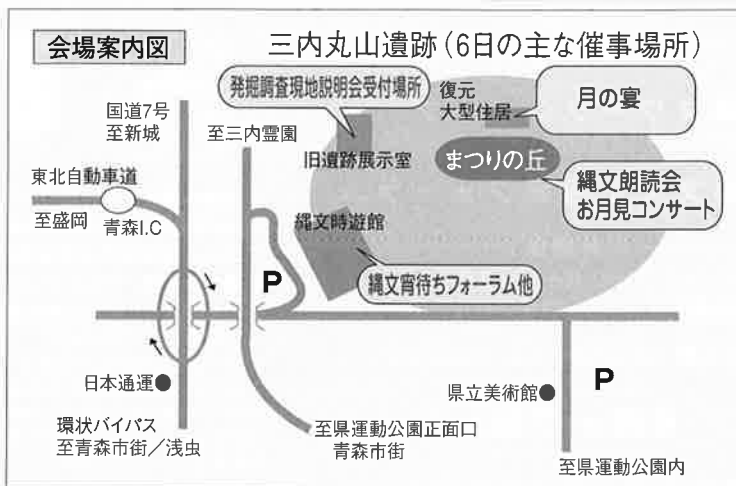 会場案内図
三内丸山遺跡（6日の主な催事場所）
発掘調査現地説明会受付場所
復元
大型住居
月の宴
国道7号
至新城
至三内霊園
旧遺跡展示室
まつりの丘
東北自動車道
至盛岡
青森I.C
縄文朗読会
お月見コンサート
縄文時遊館
P
縄文宵待ちフォーラム他
日本通運
県立美術館
P
環状バイパス
至青森市街／浅虫
至県運動公園正面口
青森市街
至県運動公園内